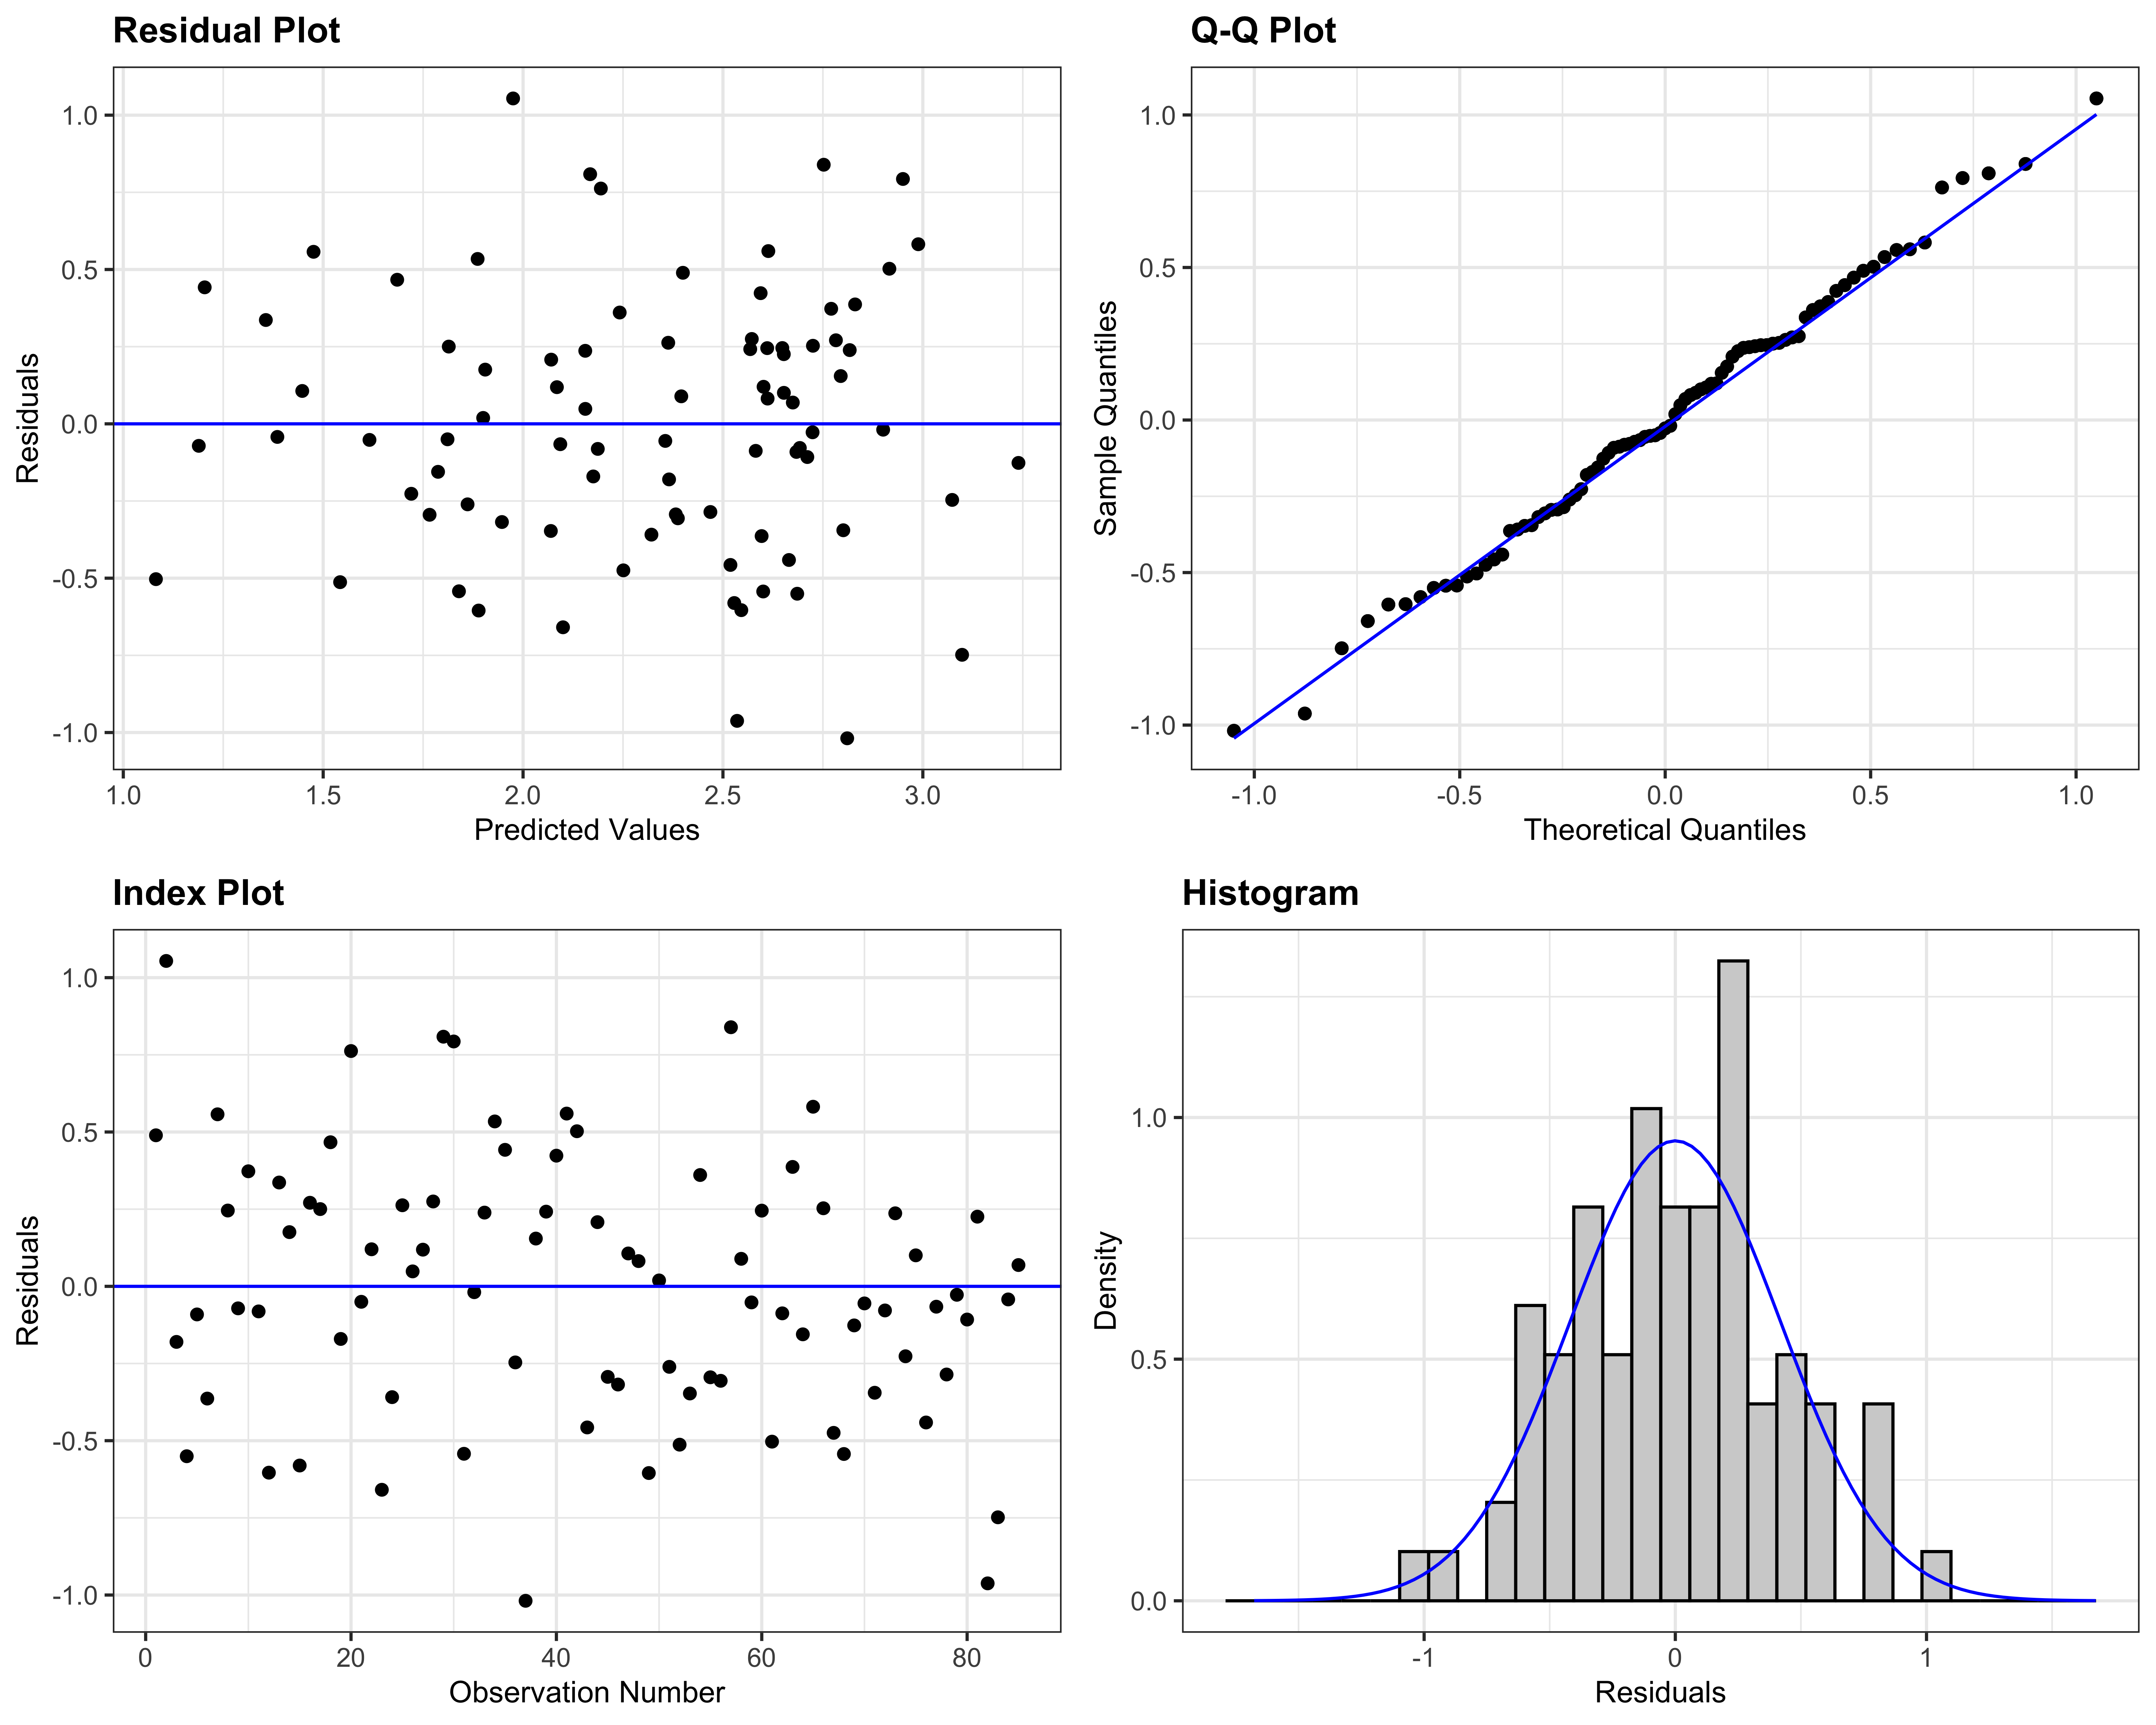 Residual Plot
Residuals
1.0
0.5
0.0
-0.5
-1.0
1.0 1.5 2.0 2.5 3.0
Predicted Values
Q-Q Plot
Sample Quantiles
1.0
0.5
0.0
-0.5
-1.0
-1.0 -0.5 0.0 0.5 1.0
Theoretical Quantiles
Index Plot
Residuals
1.0
0.5
0.0
-0.5
-1.0
0 20 40 60 80
Observation Number
Histogram
Density
1.0
0.5
0.0
-1 0 1
Residuals